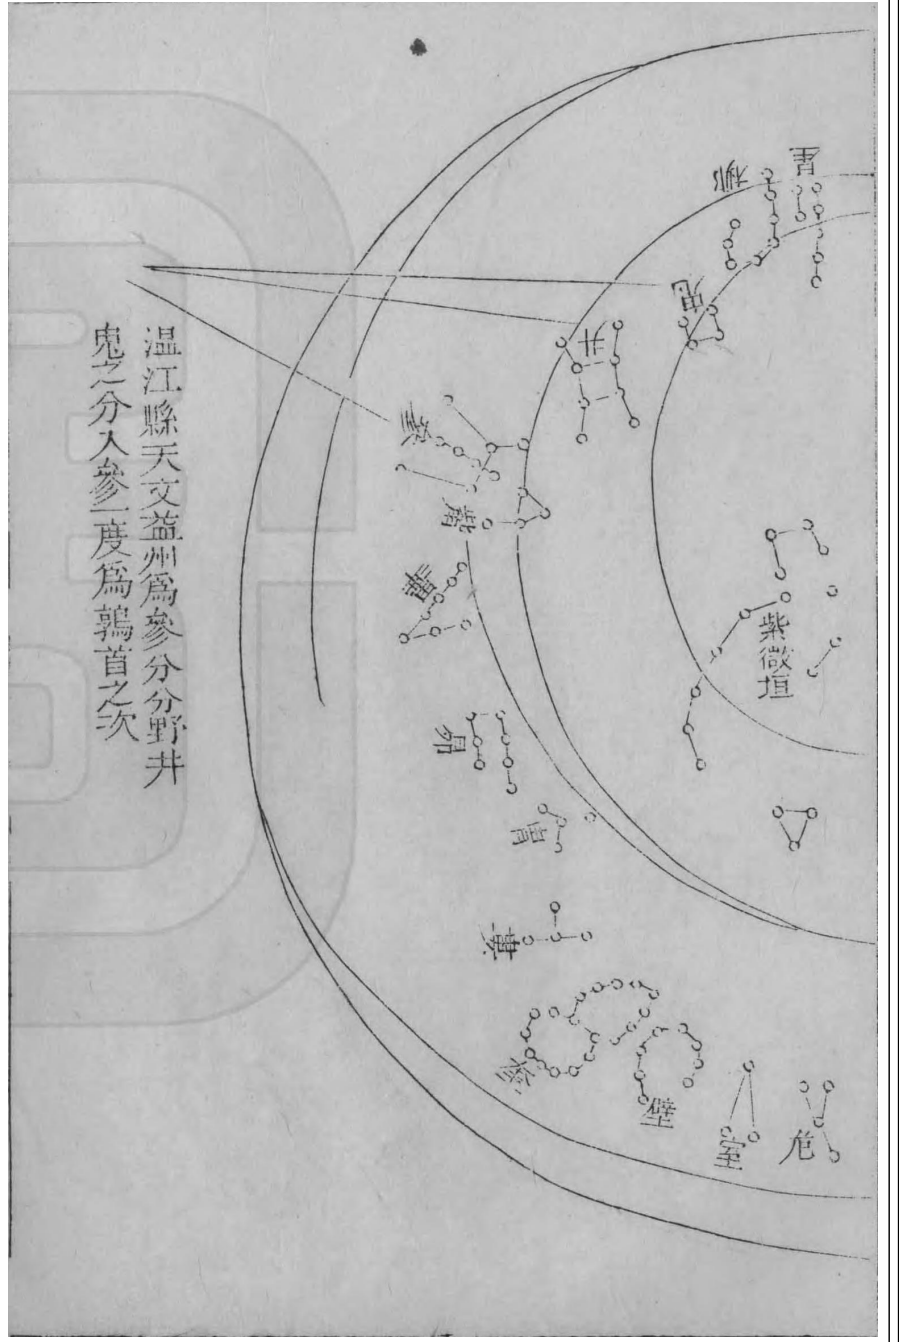 星
柳
鬼
井
參
觜
畢
昴
胃
婁
奎
壁
室
危
紫微垣
温江縣天文益州爲參分分野井
鬼之分入參一度爲鶉首之次